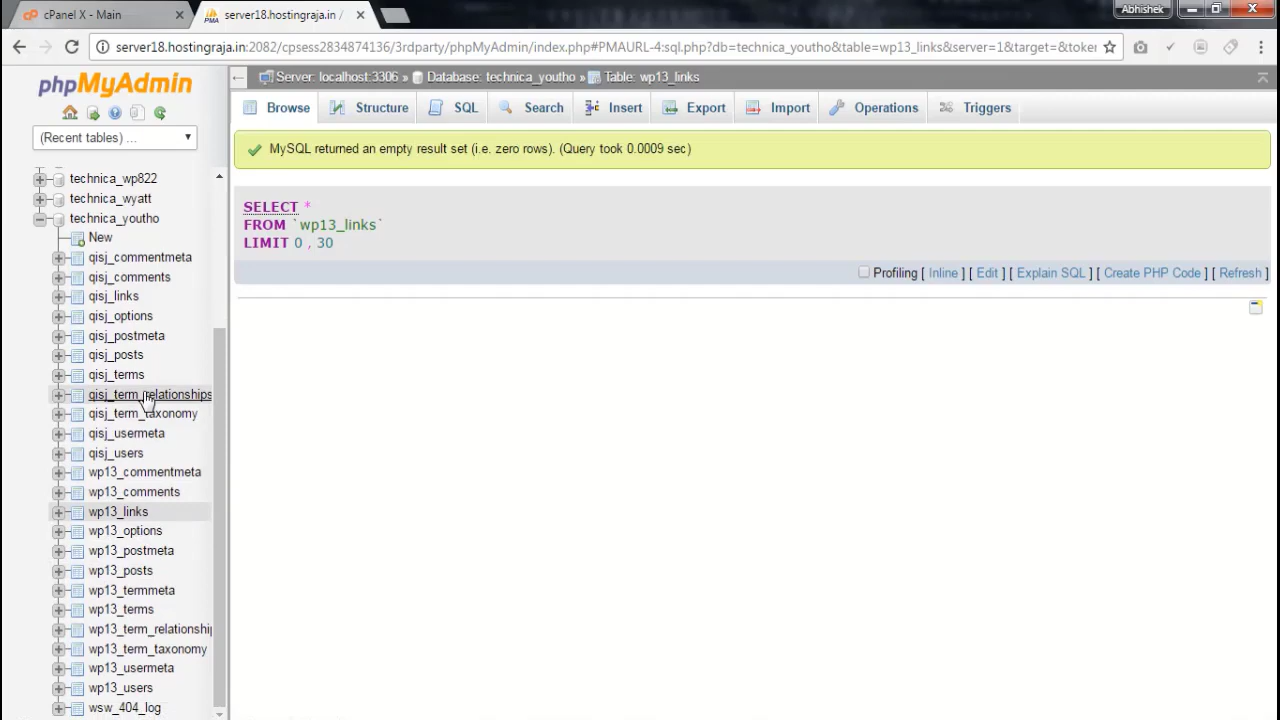 cPanel X - Main
server18.hostingraja.in /
Abhishek
server18.hostingraja.in:2082/cpsess2834874136/3rdparty/phpMyAdmin/index.php#PMAURL-4:sql.php?db=technica_youtho&table=wp13_links&server=1&target=&token
phpMyAdmin
(Recent tables) ...
technica_wp822
technica_wyatt
technica_youtho
New
qisj_commentmeta
qisj_comments
qisj_links
qisj_options
qisj_postmeta
qisj_posts
qisj_terms
qisj_term_relationships
qisj_term_taxonomy
qisj_usermeta
qisj_users
wp13_commentmeta
wp13_comments
wp13_links
wp13_options
wp13_postmeta
wp13_posts
wp13_termmeta
wp13_terms
wp13_term_relationshi
wp13_term_taxonomy
wp13_usermeta
wp13_users
wsw_404_log
Server: localhost:3306 » Database: technica_youtho » Table: wp13_links
Browse Structure SQL Search Insert Export Import Operations Triggers
MySQL returned an empty result set (i.e. zero rows). (Query took 0.0009 sec)
SELECT *
FROM `wp13_links`
LIMIT 0 , 30
Profiling [ Inline ] [ Edit ] [ Explain SQL ] [ Create PHP Code ] [ Refresh ]